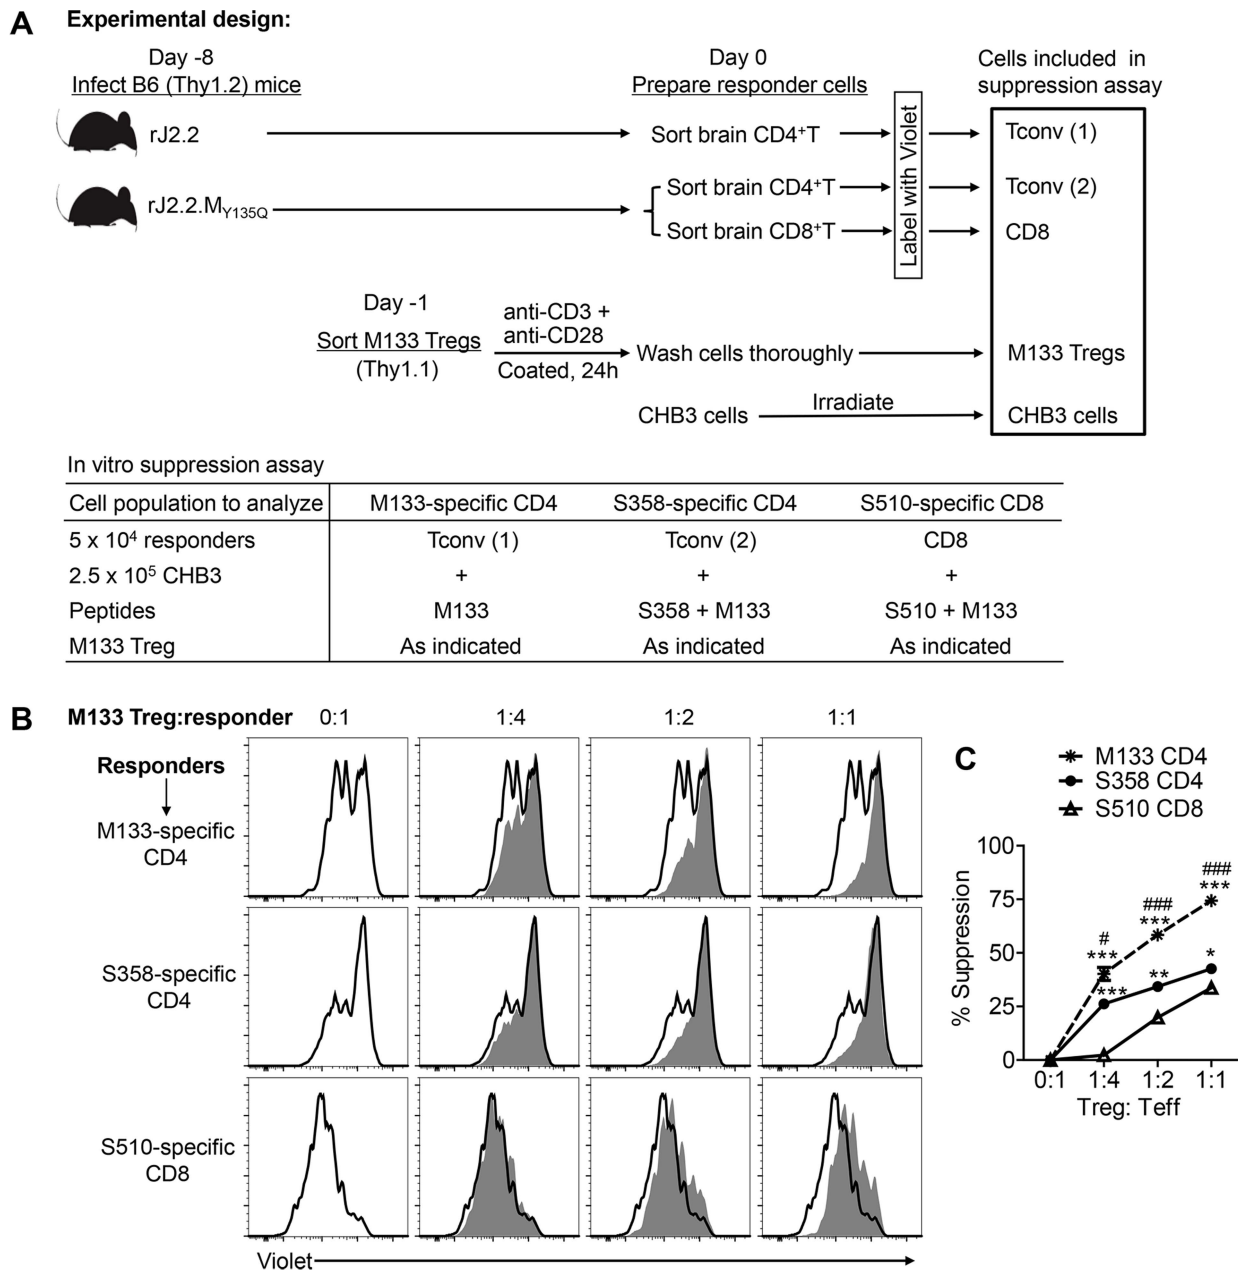 A Experimental design:
Day -8
Infect B6 (Thy1.2) mice
Day 0
Prepare responder cells
Cells included in
suppression assay
rJ2.2
Sort brain CD4+T
Tconv (1)
rJ2.2.MY135Q
Sort brain CD4+T
Tconv (2)
Sort brain CD8+T
CD8
Label with Violet
Day -1
Sort M133 Tregs
(Thy1.1)
anti-CD3 +
anti-CD28
Coated, 24h
Wash cells thoroughly
M133 Tregs
CHB3 cells
Irradiate
CHB3 cells
In vitro suppression assay
Cell population to analyze M133-specific CD4 S358-specific CD4 S510-specific CD8
5 x 10⁴ responders Tconv (1) Tconv (2) CD8
2.5 x 10⁵ CHB3 + + +
Peptides M133 S358 + M133 S510 + M133
M133 Treg As indicated As indicated As indicated
B M133 Treg:responder 0:1 1:4 1:2 1:1
Responders
M133-specific
CD4
S358-specific
CD4
S510-specific
CD8
Violet
C
M133 CD4
S358 CD4
S510 CD8
% Suppression
100
75
50
25
0
#
***
***
###
***
**
###
***
*
0:1 1:4 1:2 1:1
Treg: Teff